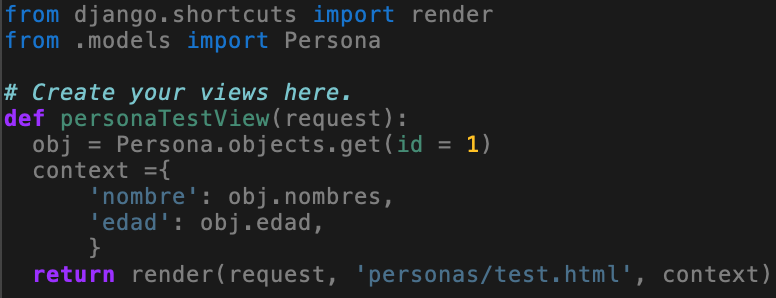 from django.shortcuts import render
from .models import Persona

# Create your views here.
def personaTestView(request):
  obj = Persona.objects.get(id = 1)
  context ={
      'nombre': obj.nombres,
      'edad': obj.edad,
      }
  return render(request, 'personas/test.html', context)